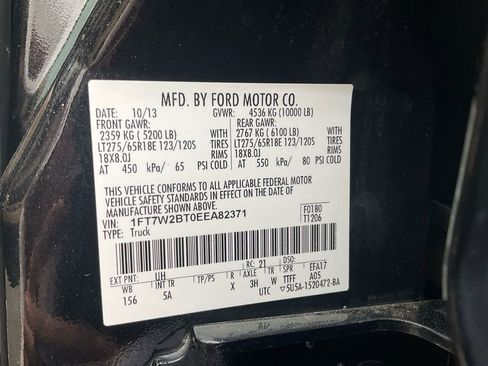 MFD. BY FORD MOTOR CO.
DATE: 10/13 GVWR: 4536 KG (10000 LB)
FRONT GAWR: REAR GAWR:
2359 KG ( 5200 LB) WITH 2767 KG ( 6100 LB) WITH
LT275/65R18E 123/120S TIRES LT275/65R18E 123/120S TIRES
18X8.0J RIMS 18X8.0J RIMS
AT 450 kPa/ 65 PSI COLD AT 550 kPa/ 80 PSI COLD
THIS VEHICLE CONFORMS TO ALL APPLICABLE FEDERAL MOTOR
VEHICLE SAFETY STANDARDS IN EFFECT ON THE DATE OF
MANUFACTURE SHOWN ABOVE.
VIN: 1FT7W2BT0EEA82371 F0180
TYPE: Truck T1206
EXT PNT: UH RC: 21 DSO:
WB INT TR TP/PS R AXLE TR SPR EFA17
156 5A X 3H W TTFF A05
UTC 5U5A-1520472-BA